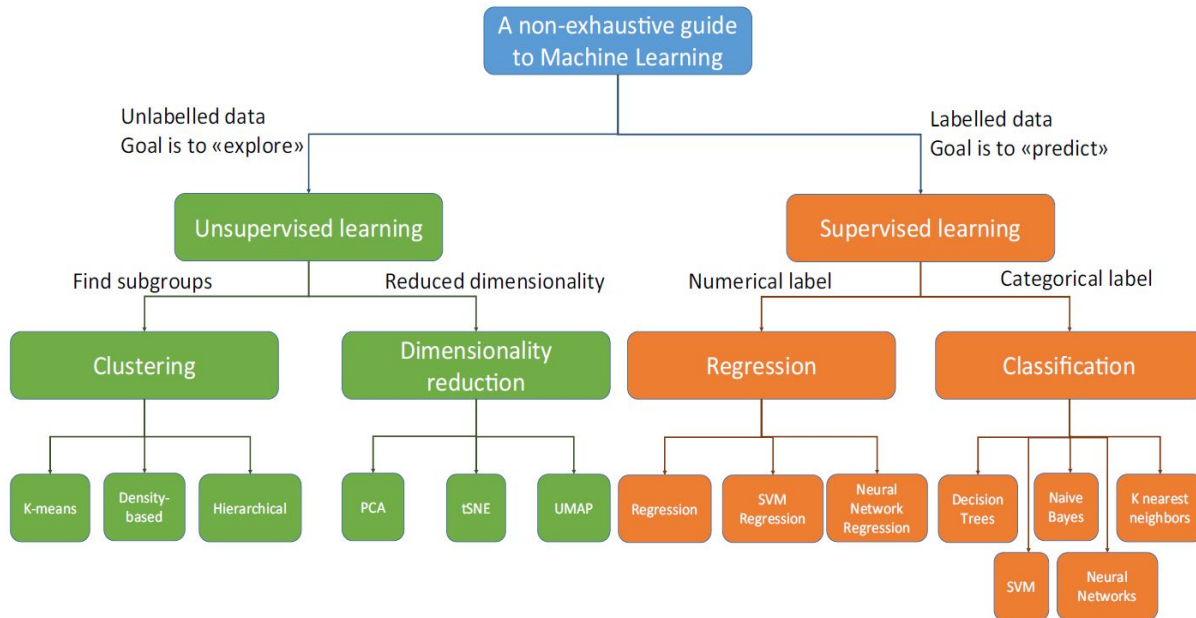 A non-exhaustive guide
to Machine Learning
Unlabelled data
Goal is to «explore»
Labelled data
Goal is to «predict»
Unsupervised learning
Supervised learning
Find subgroups
Reduced dimensionality
Numerical label
Categorical label
Clustering
Dimensionality
reduction
Regression
Classification
K-means
Density-
based
Hierarchical
PCA
tSNE
UMAP
Regression
SVM
Regression
Neural
Network
Regression
Decision
Trees
Naive
Bayes
K nearest
neighbors
SVM
Neural
Networks